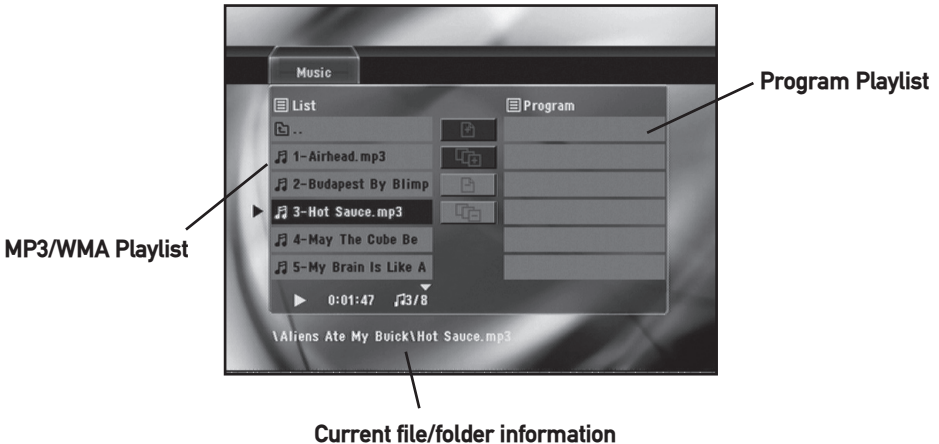 Music
List
Program
..
1-Airhead.mp3
2-Budapest By Blimp
3-Hot Sauce.mp3
4-May The Cube Be
5-My Brain Is Like A
0:01:47 3/8
\Aliens Ate My Buick\Hot Sauce.mp3
Program Playlist
MP3/WMA Playlist
Current file/folder information